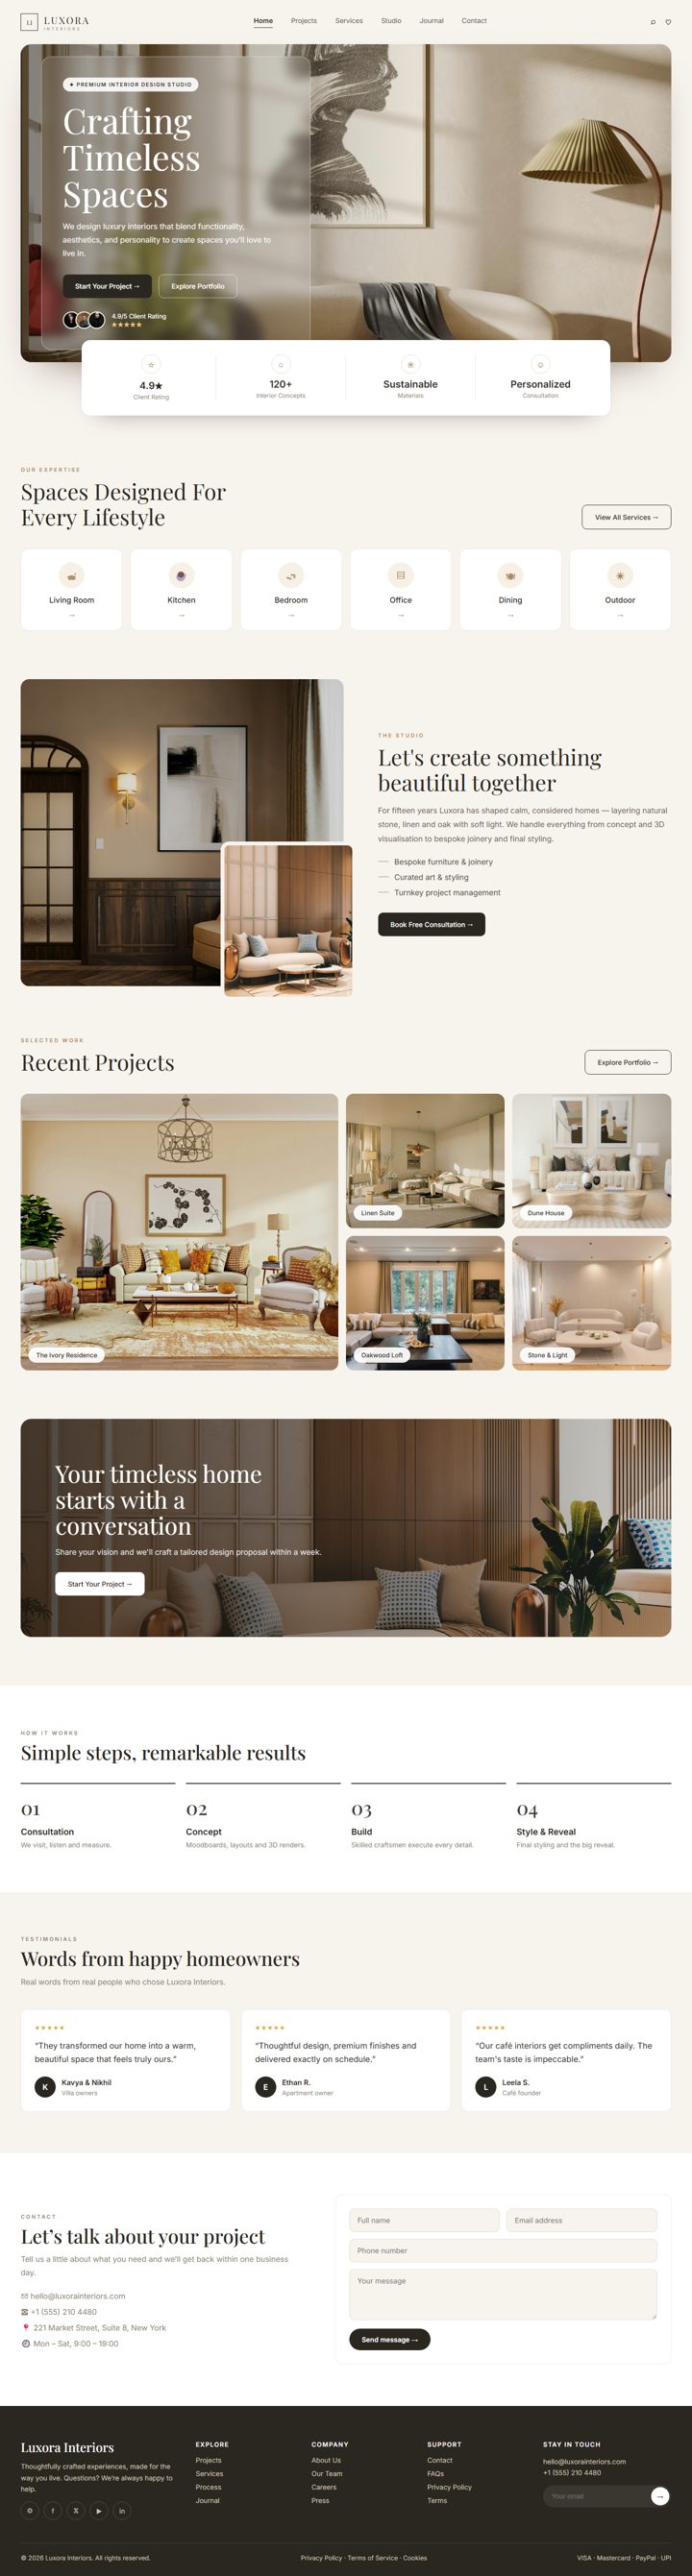 LUXORA
INTERIORS
Home Projects Services Studio Journal Contact
✦ PREMIUM INTERIOR DESIGN STUDIO
Crafting
Timeless
Spaces
We design luxury interiors that blend functionality,
aesthetics, and personality to create spaces you'll love to
live in.
Start Your Project → Explore Portfolio
4.9/5 Client Rating
★★★★★
4.9★ 120+ Sustainable Personalized
Client Rating Interior Concepts Materials Consultation
OUR EXPERTISE
Spaces Designed For
Every Lifestyle
View All Services →
Living Room Kitchen Bedroom Office Dining Outdoor
→ → → → → →
THE STUDIO
Let's create something
beautiful together
For fifteen years Luxora has shaped calm, considered homes — layering natural
stone, linen and oak with soft light. We handle everything from concept and 3D
visualisation to bespoke joinery and final styling.
Bespoke furniture & joinery
Curated art & styling
Turnkey project management
Book Free Consultation →
SELECTED WORK
Recent Projects
Explore Portfolio →
Linen Suite Dune House
The Ivory Residence Oakwood Loft Stone & Light
Your timeless home
starts with a
conversation
Share your vision and we'll craft a tailored design proposal within a week.
Start Your Project →
HOW IT WORKS
Simple steps, remarkable results
01 02 03 04
Consultation Concept Build Style & Reveal
We visit, listen and measure. Moodboards, layouts and 3D renders. Skilled craftsmen execute every detail. Final styling and the big reveal.
TESTIMONIALS
Words from happy homeowners
Real words from real people who chose Luxora Interiors.
★★★★★ ★★★★★ ★★★★★
“They transformed our home into a warm,
beautiful space that feels truly ours.”
K Kavya & Nikhil
Villa owners
“Thoughtful design, premium finishes and
delivered exactly on schedule.”
E Ethan R.
Apartment owner
“Our café interiors get compliments daily. The
team's taste is impeccable.”
L Leela S.
Café founder
CONTACT
Let’s talk about your project
Tell us a little about what you need and we'll get back within one business
day.
hello@luxorainteriors.com
+1 (555) 210 4480
221 Market Street, Suite 8, New York
Mon – Sat, 9:00 – 19:00
Full name Email address
Phone number
Your message
Send message →
Luxora Interiors
Thoughtfully crafted experiences, made for the
way you live. Questions? We're always happy to
help.
f X in
EXPLORE
Projects
Services
Process
Journal
COMPANY
About Us
Our Team
Careers
Press
SUPPORT
Contact
FAQs
Privacy Policy
Terms
STAY IN TOUCH
hello@luxorainteriors.com
+1 (555) 210 4480
Your email →
© 2026 Luxora Interiors. All rights reserved. Privacy Policy · Terms of Service · Cookies VISA · Mastercard · PayPal · UPI